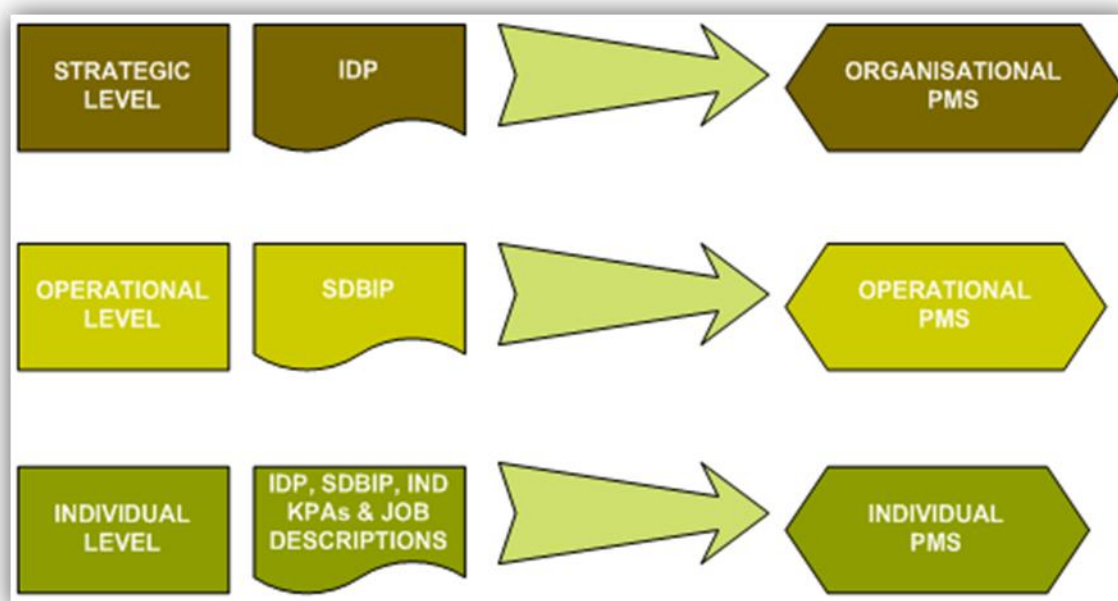 STRATEGIC
LEVEL
IDP
ORGANISATIONAL
PMS
OPERATIONAL
LEVEL
SDBIP
OPERATIONAL
PMS
INDIVIDUAL
LEVEL
IDP, SDBIP, IND
KPAs & JOB
DESCRIPTIONS
INDIVIDUAL
PMS